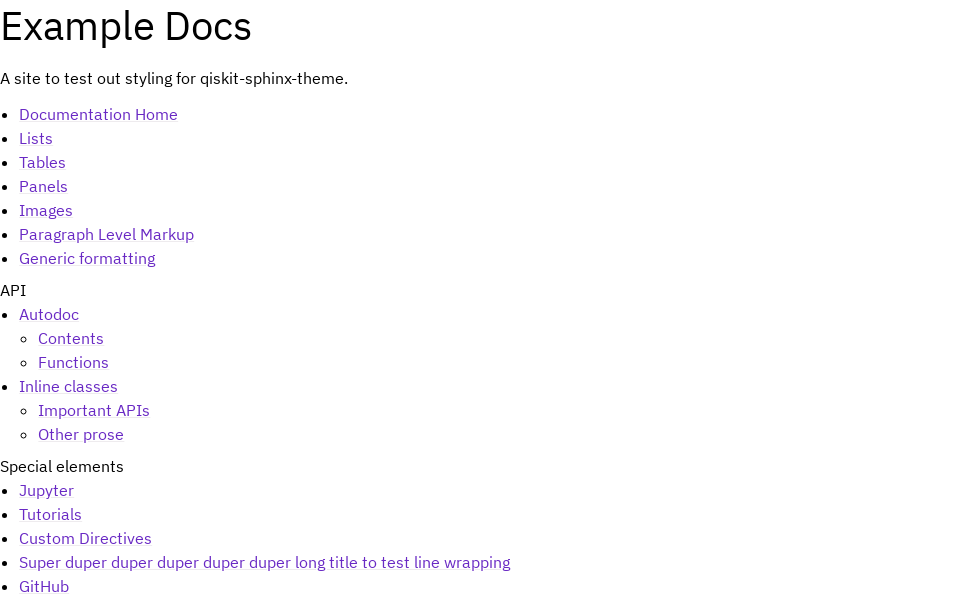 Example Docs
A site to test out styling for qiskit-sphinx-theme.
Documentation Home
Lists
Tables
Panels
Images
Paragraph Level Markup
Generic formatting
API
Autodoc
Contents
Functions
Inline classes
Important APIs
Other prose
Special elements
Jupyter
Tutorials
Custom Directives
Super duper duper duper duper duper long title to test line wrapping
GitHub